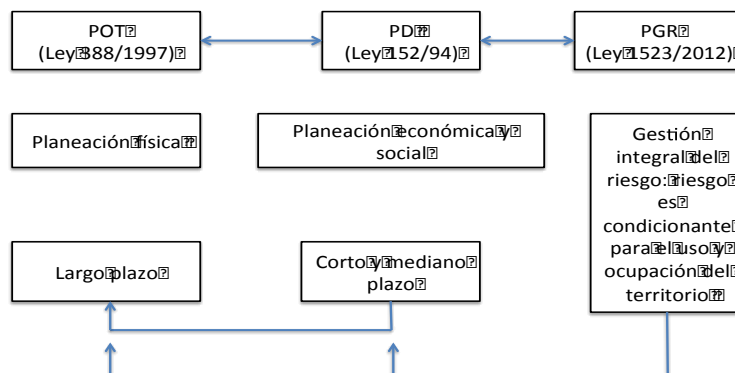 POT
(Ley 388/1997)
PD
(Ley 152/94)
PGR
(Ley 1523/2012)
Planeación física
Planeación económica y
social
Gestión
integral del
riesgo: riesgo
es
condicionante
para el uso y
ocupación del
territorio
Largo plazo
Corto y mediano
plazo